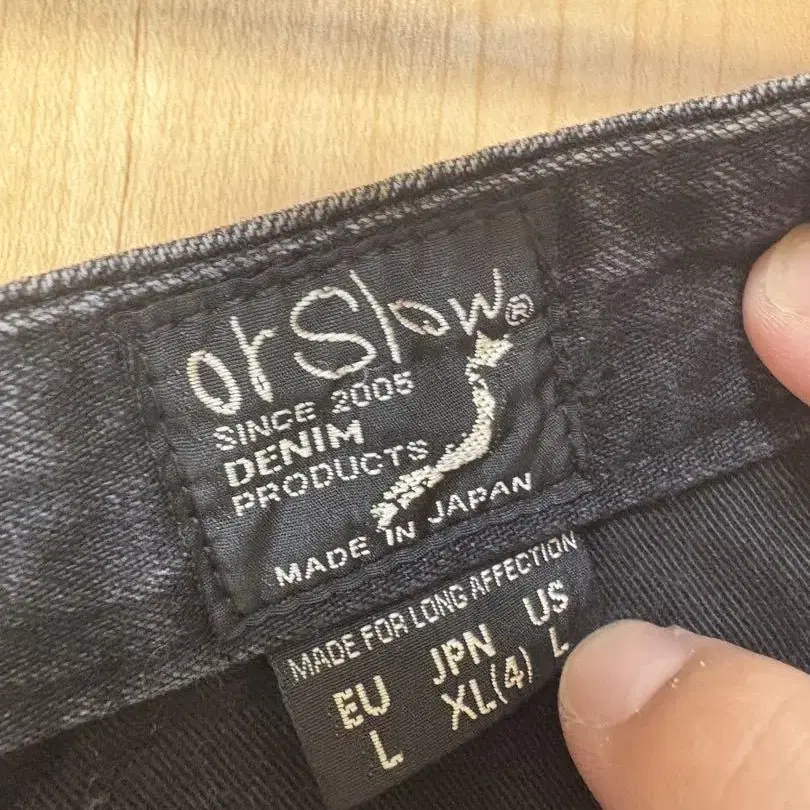 orSlow®
SINCE 2005
DENIM
PRODUCTS
MADE IN JAPAN
MADE FOR LONG AFFECTION
EU JPN US
L XL(4) L